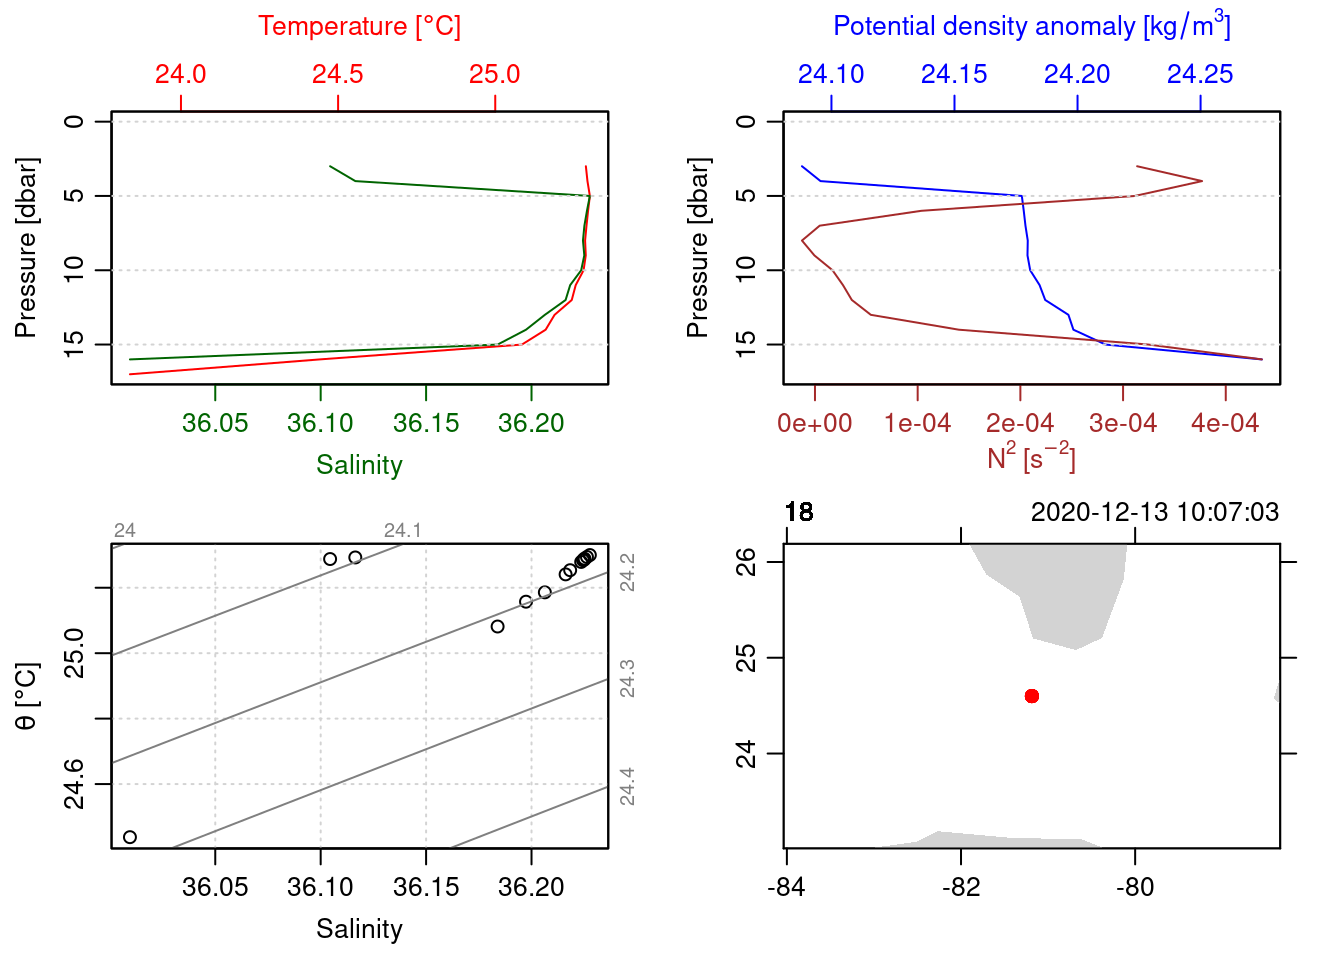 Temperature [°C]
24.0 24.5 25.0
Pressure [dbar]
0
5
10
15
36.05 36.10 36.15 36.20
Salinity
Potential density anomaly [kg/m³]
24.10 24.15 24.20 24.25
Pressure [dbar]
0
5
10
15
0e+00 1e-04 2e-04 3e-04 4e-04
N² [s⁻²]
24 24.1
24.2
24.3
24.4
θ [°C]
25.0
24.6
36.05 36.10 36.15 36.20
Salinity
18 2020-12-13 10:07:03
26
25
24
-84 -82 -80